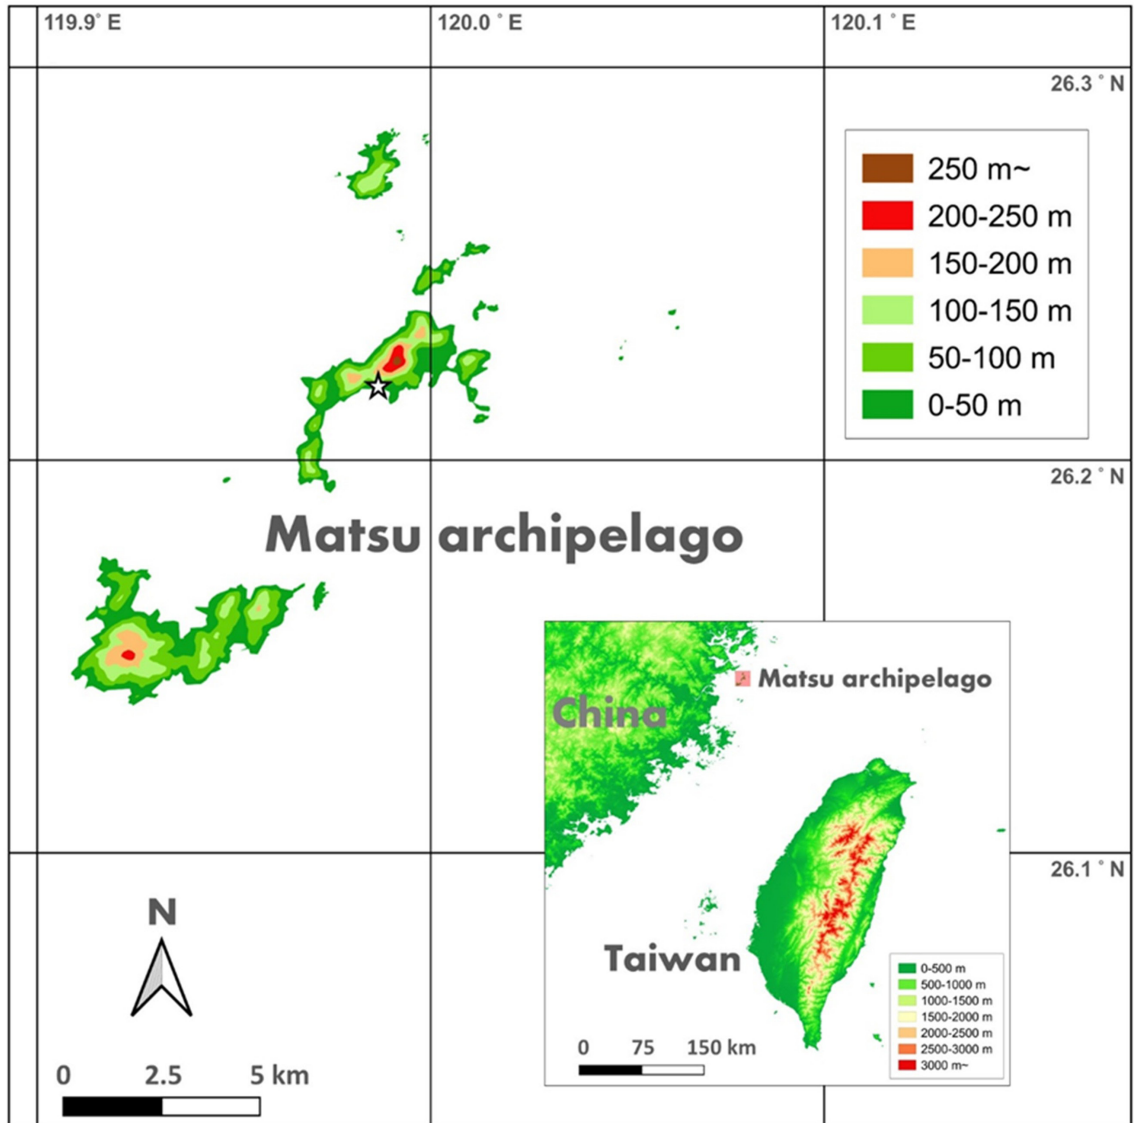 119.9° E
120.0 ° E
120.1 ° E
26.3 ° N
250 m~
200-250 m
150-200 m
100-150 m
50-100 m
0-50 m
26.2 ° N
Matsu archipelago
Matsu archipelago
China
26.1 ° N
N
Taiwan
0-500 m
500-1000 m
1000-1500 m
1500-2000 m
2000-2500 m
2500-3000 m
3000 m~
0 75 150 km
0 2.5 5 km